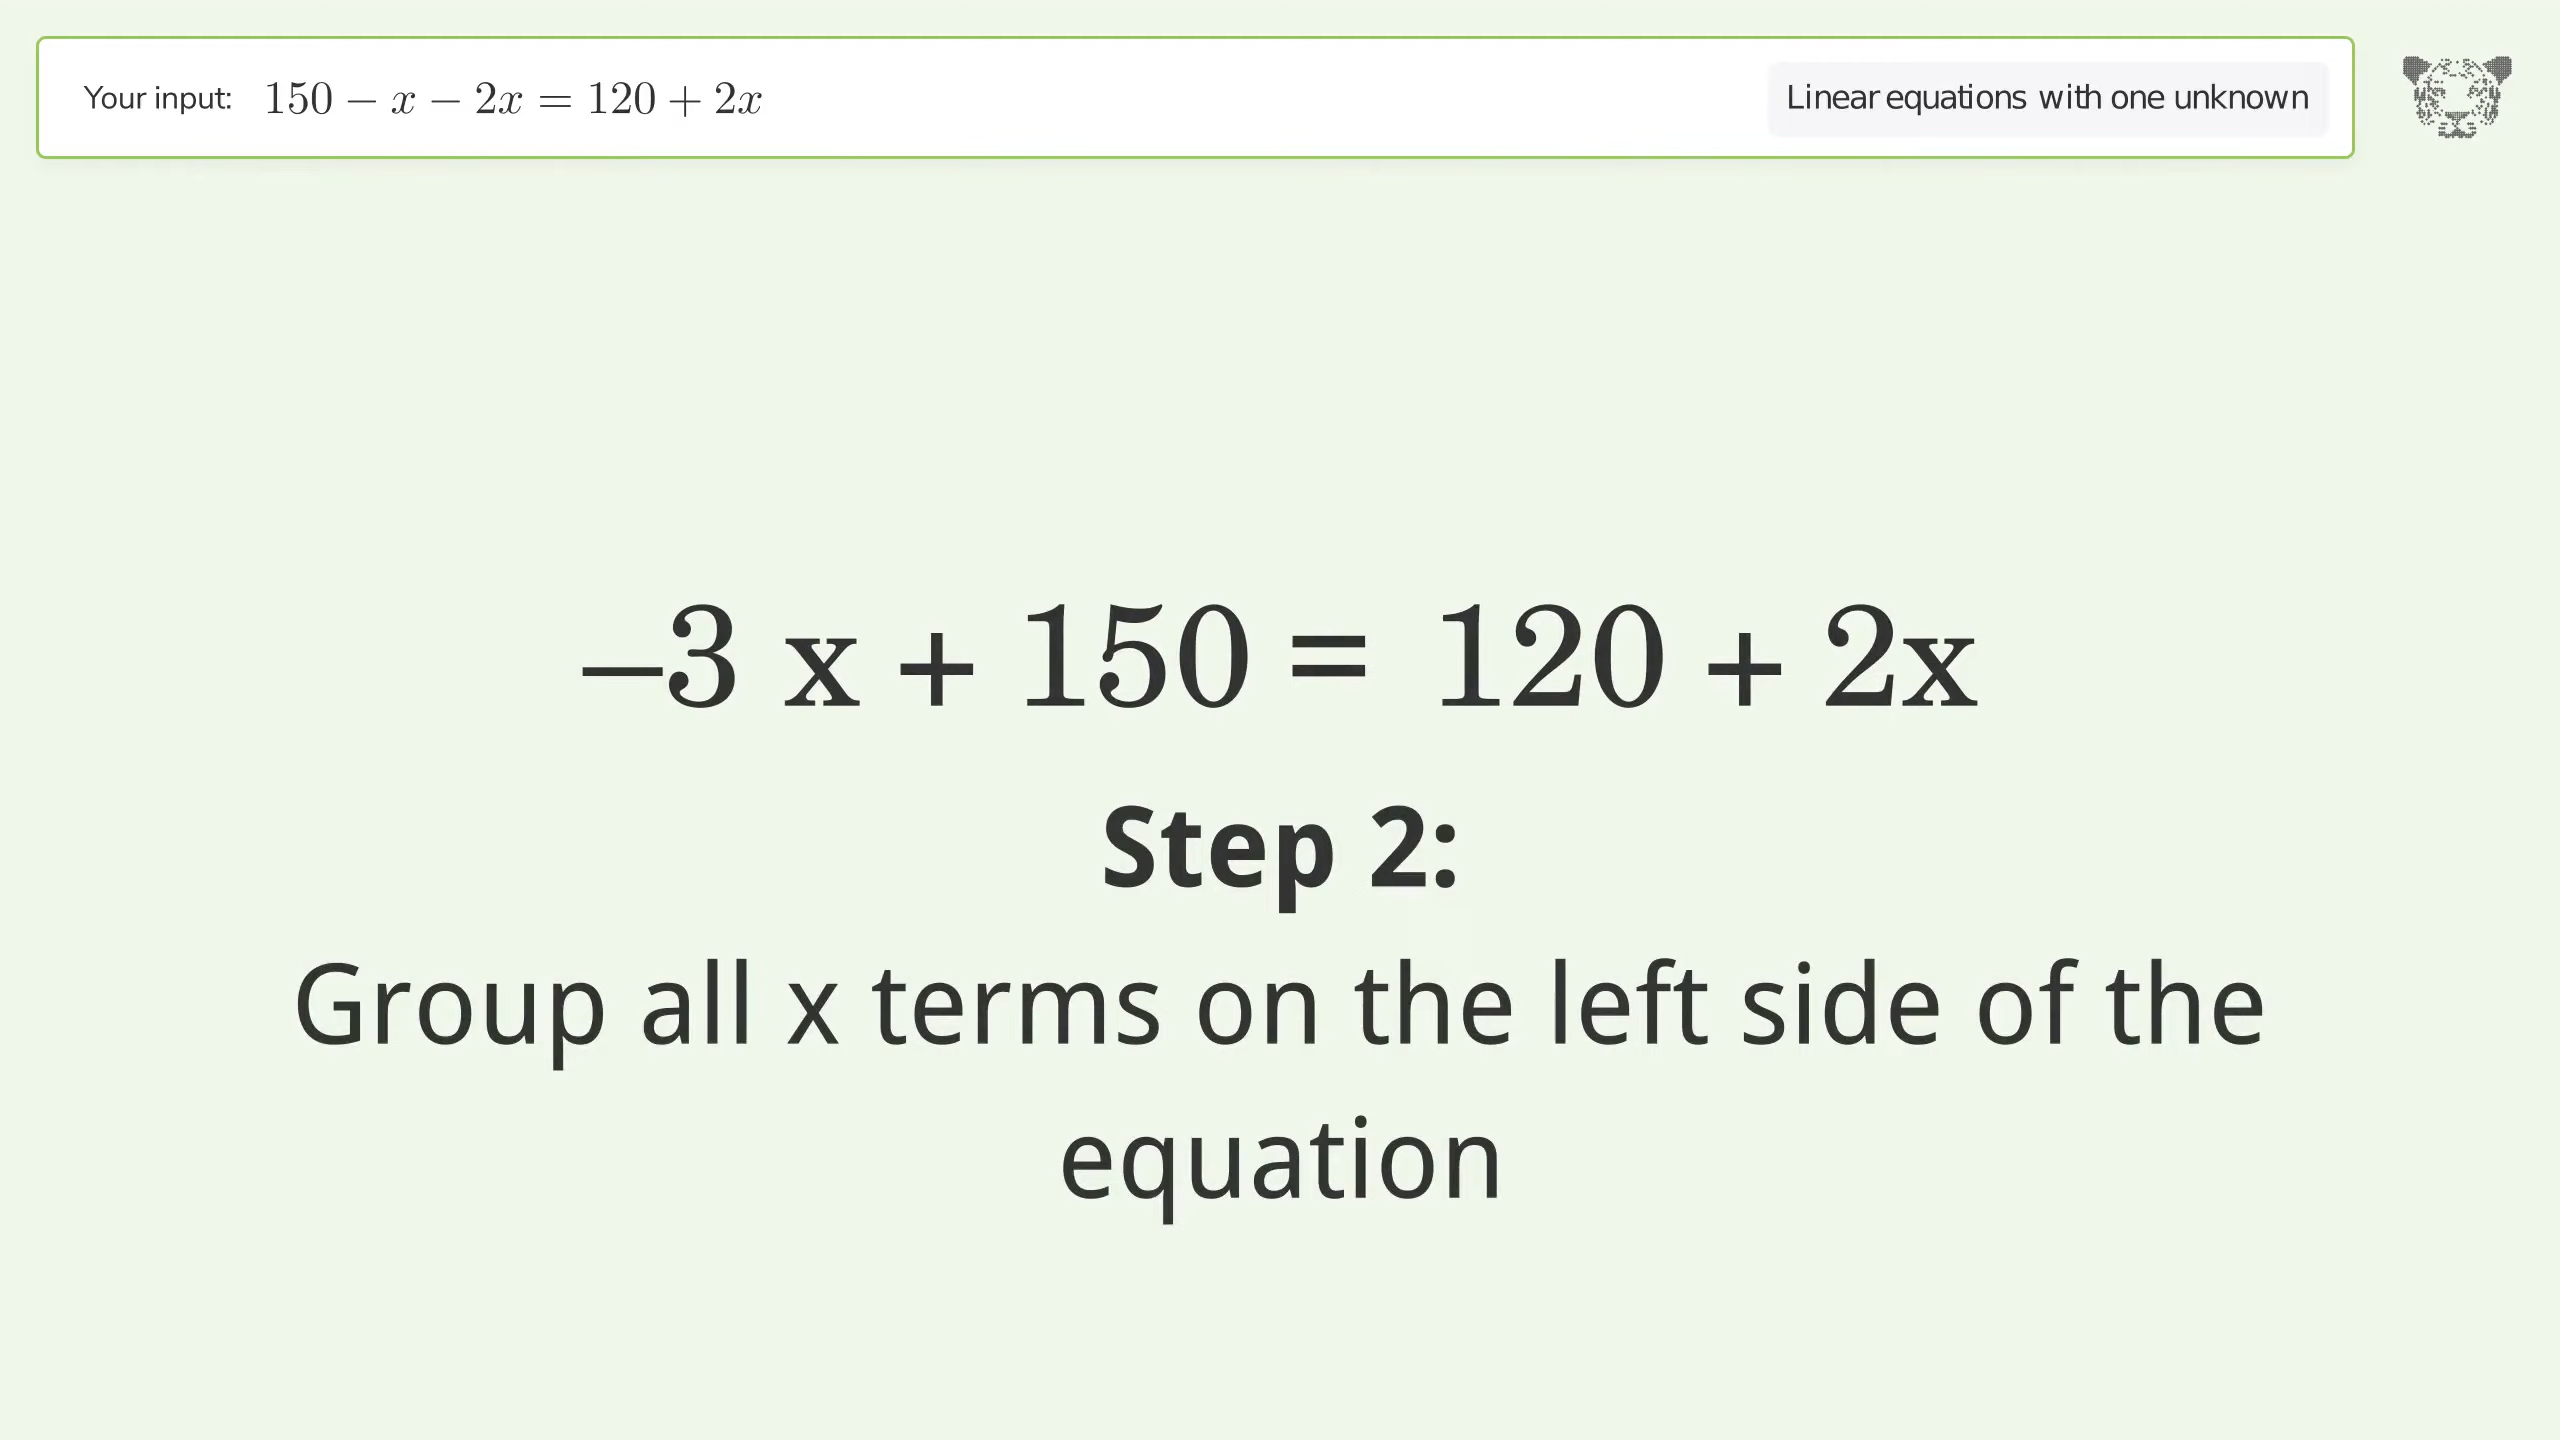 Your input: 150 − x − 2x = 120 + 2x
Linear equations with one unknown
−3 x + 150 = 120 + 2x
Step 2:
Group all x terms on the left side of the
equation